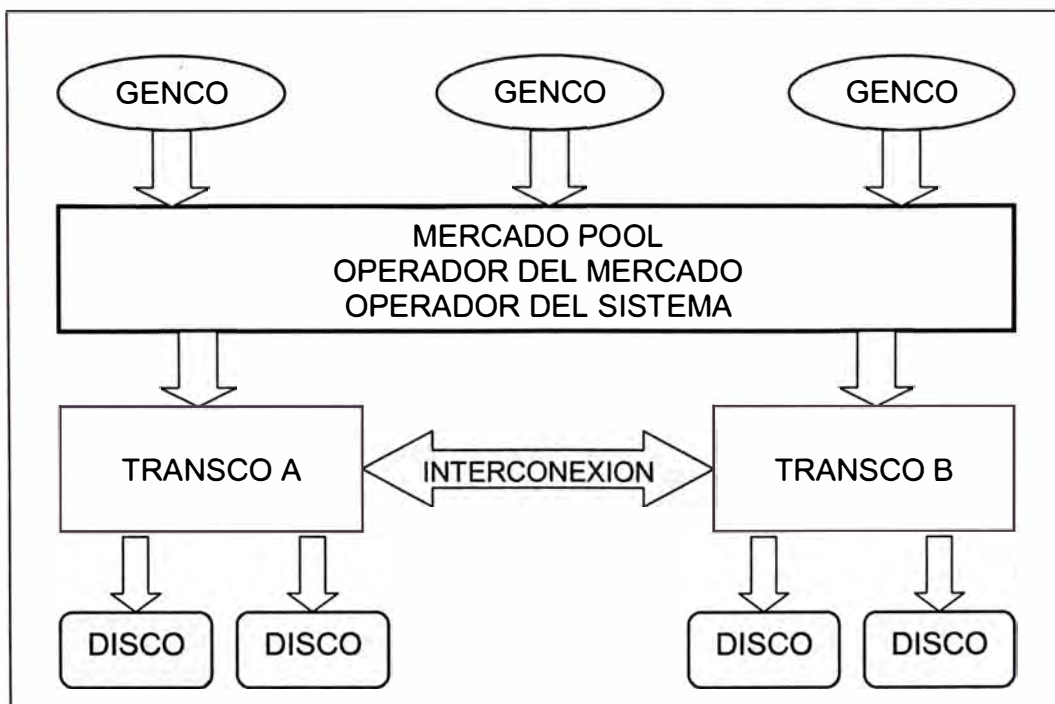 GENCO GENCO GENCO
MERCADO POOL
OPERADOR DEL MERCADO
OPERADOR DEL SISTEMA
TRANSCO A INTERCONEXION TRANSCO B
DISCO DISCO DISCO DISCO